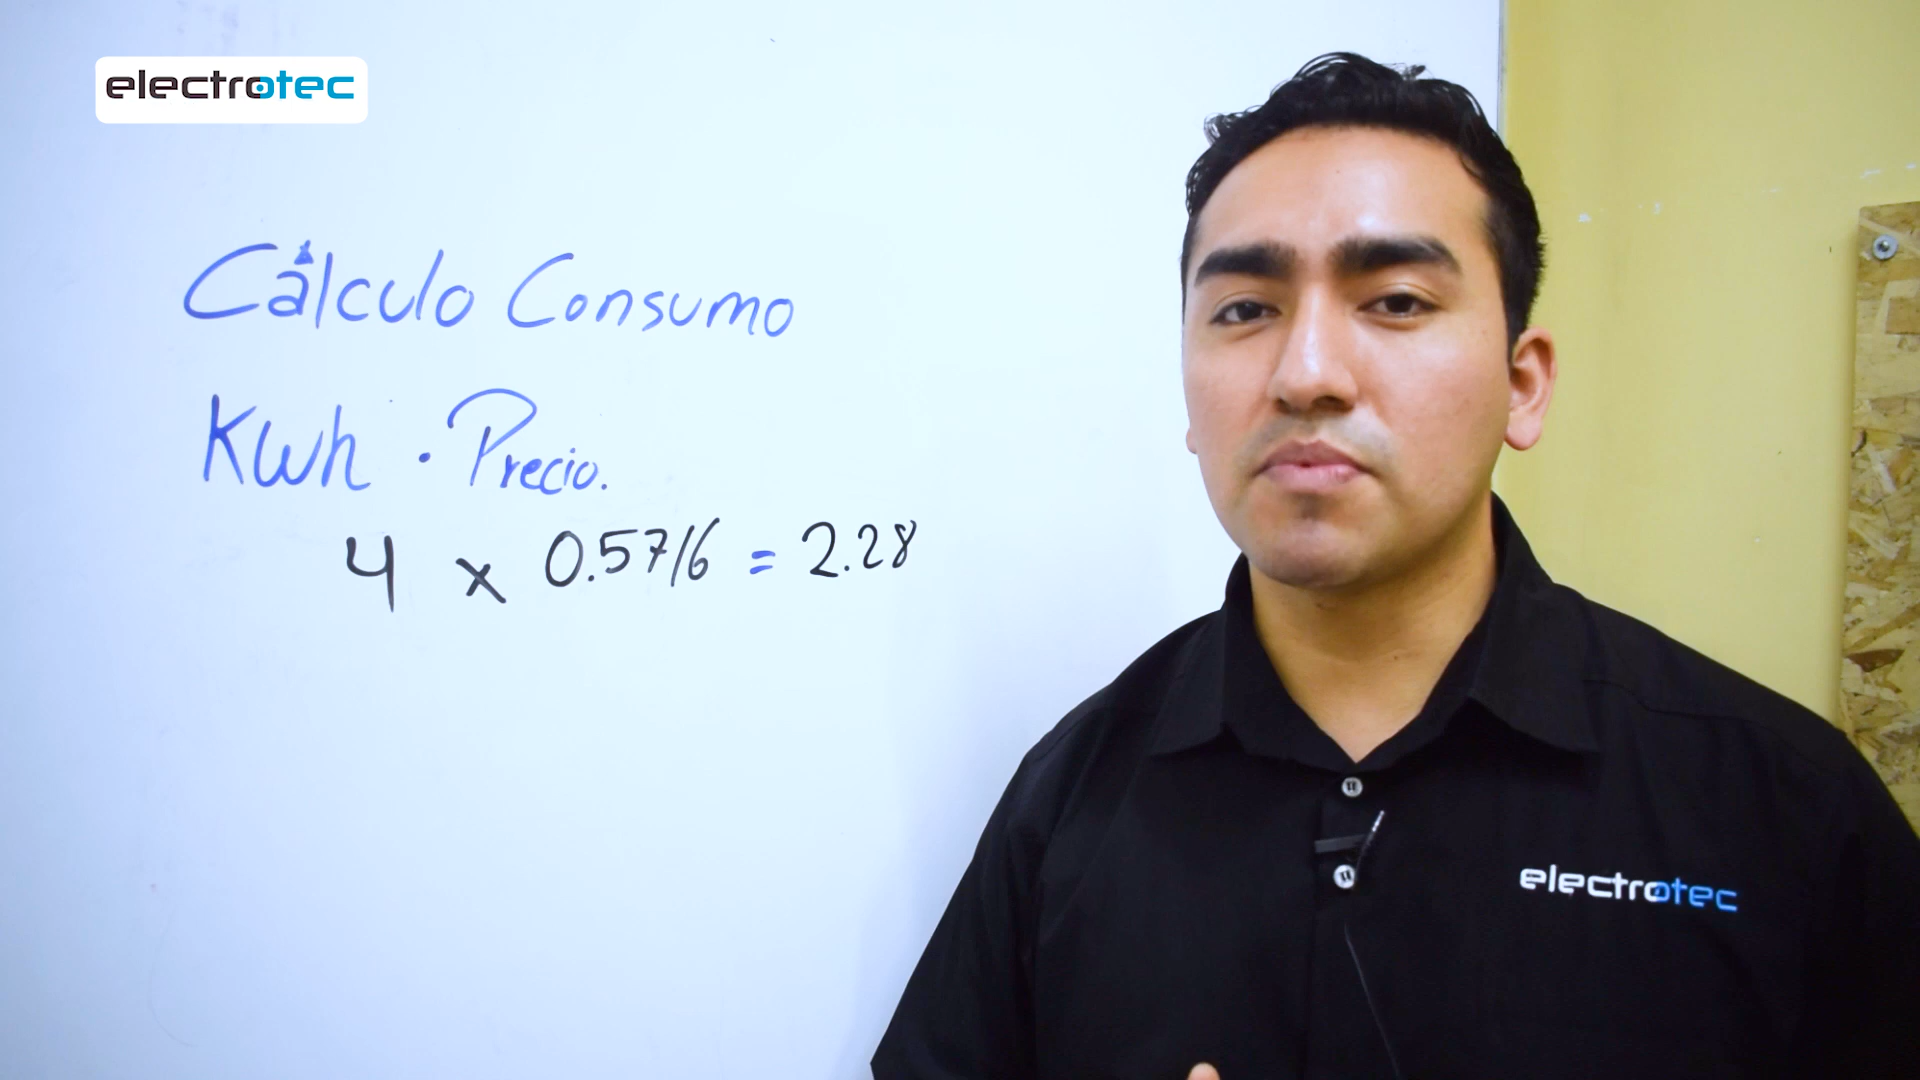 electrotec
Cálculo Consumo
Kwh · Precio.
4 x 0.5716 = 2.28
electrotec